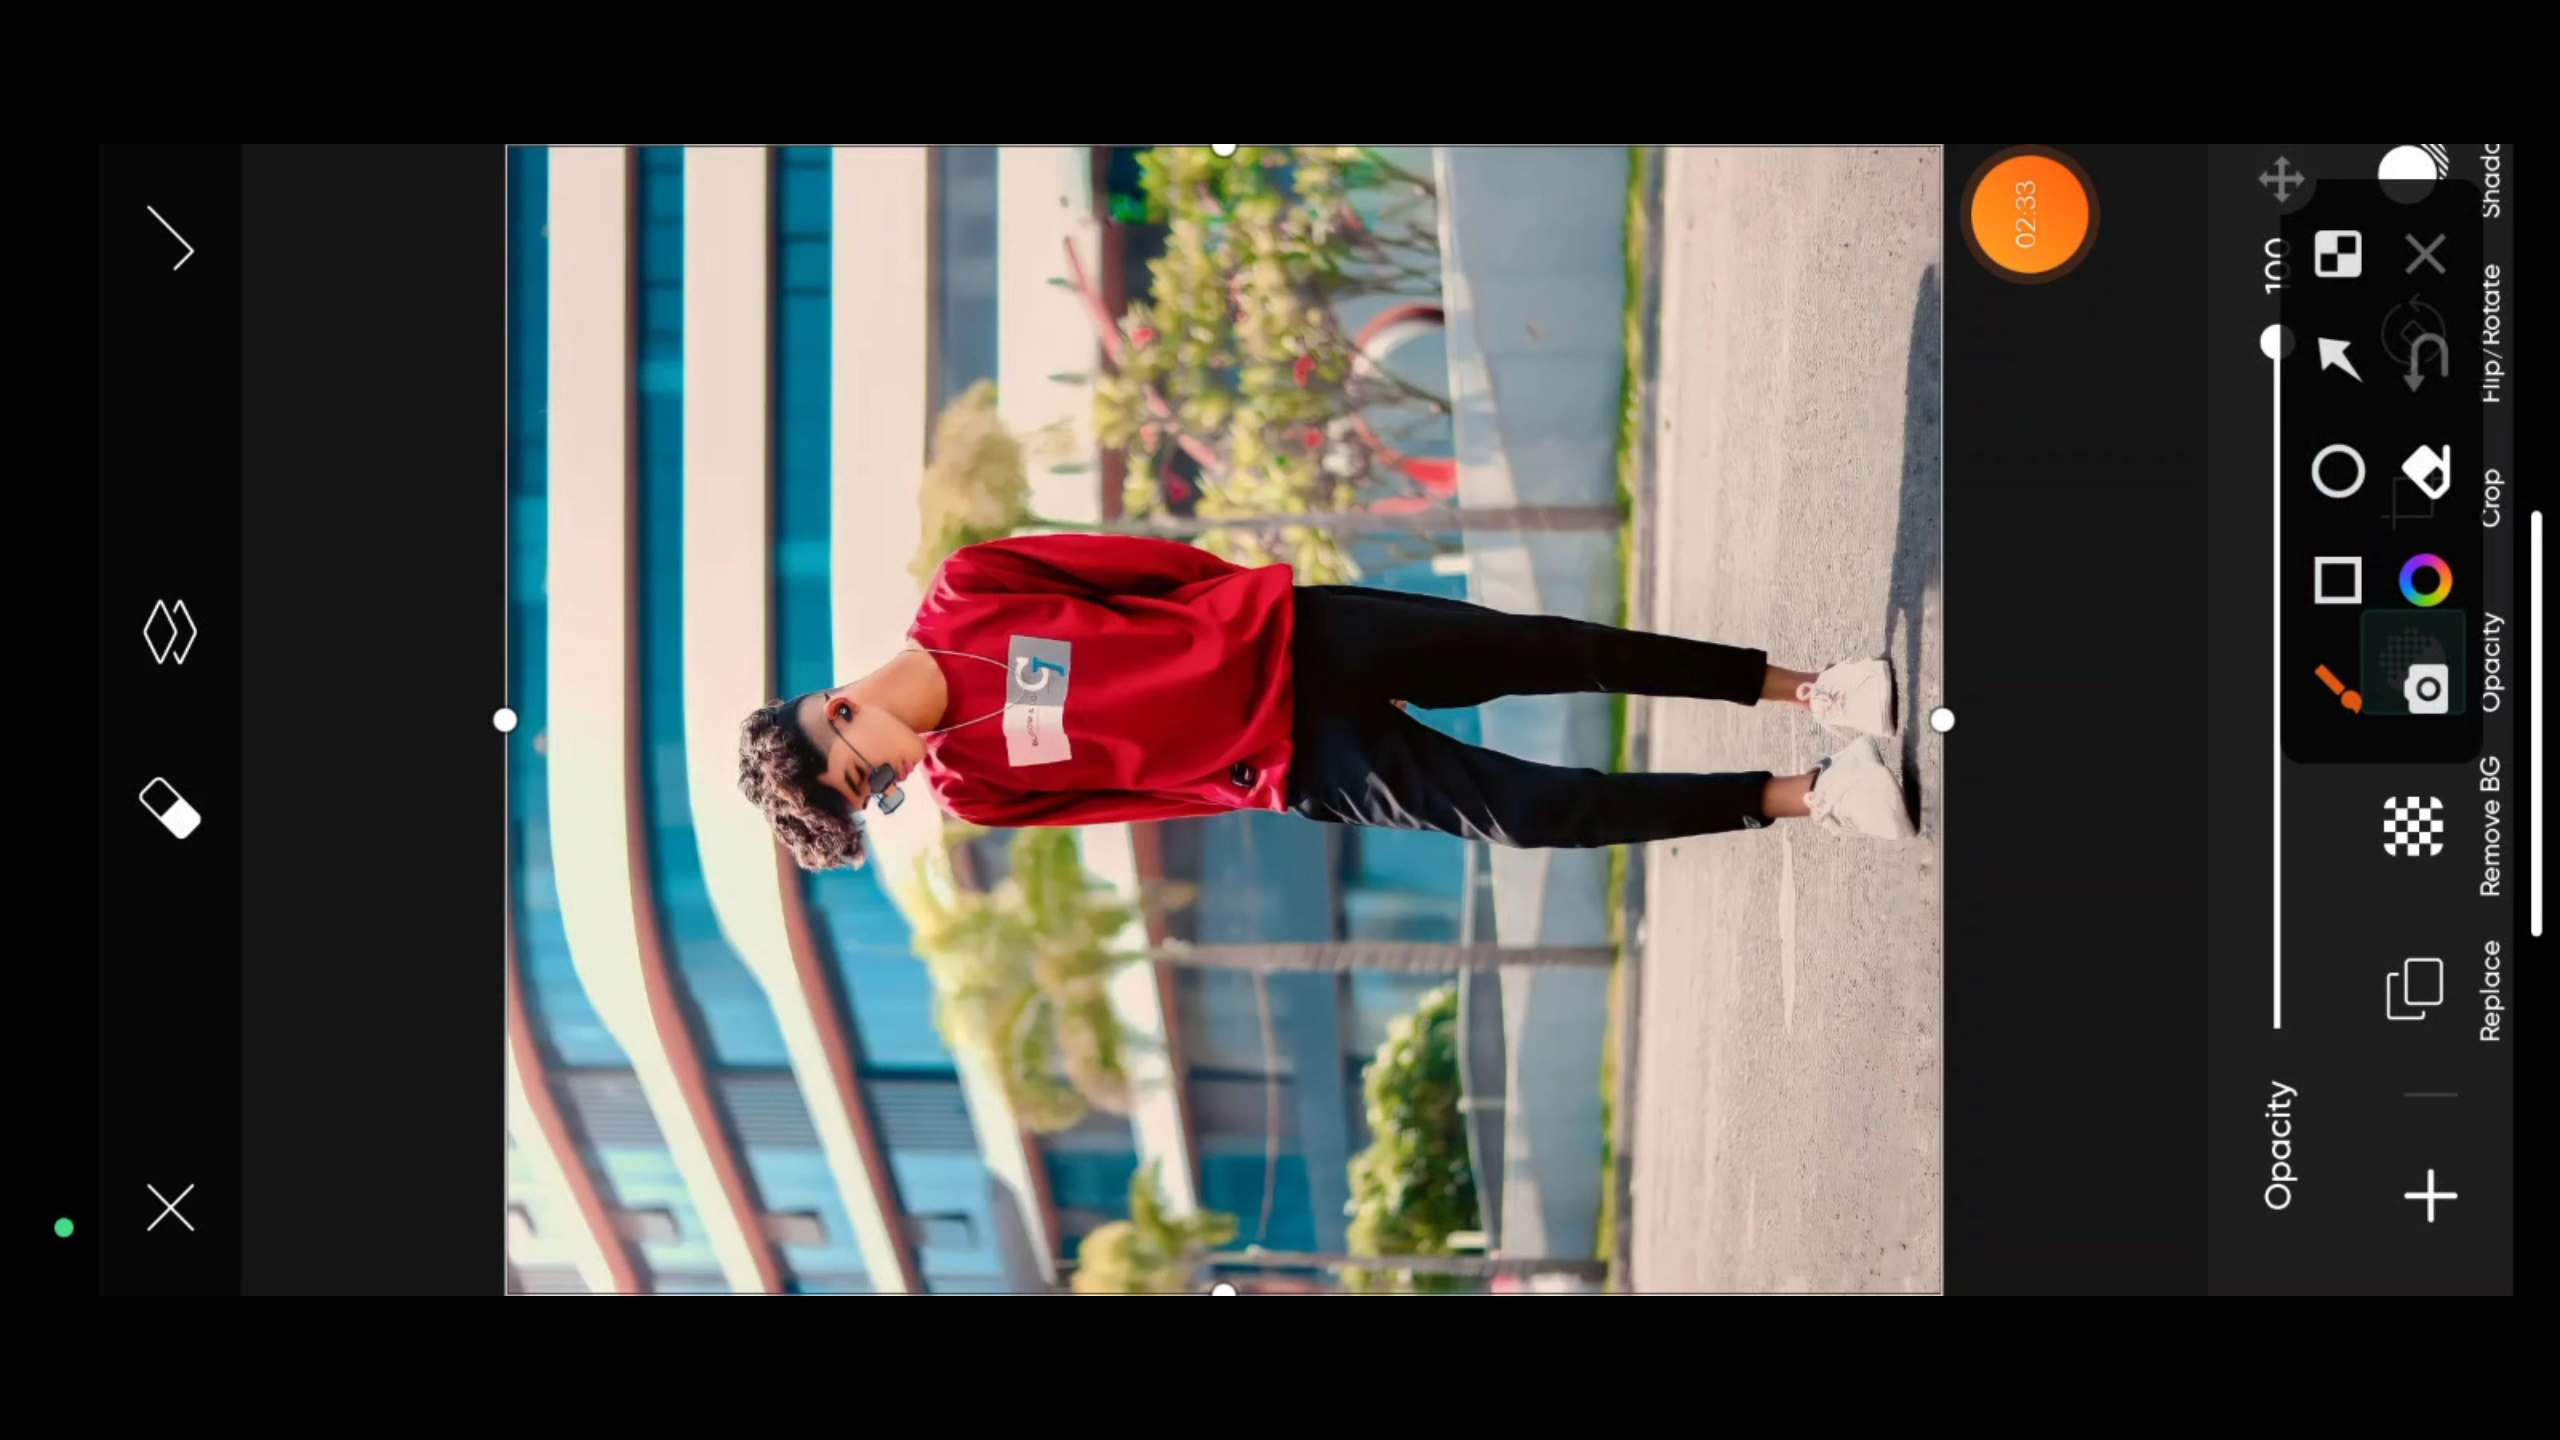 02:33
Opacity
100
Replace
Remove BG
Opacity
Crop
Flip/Rotate
Shado